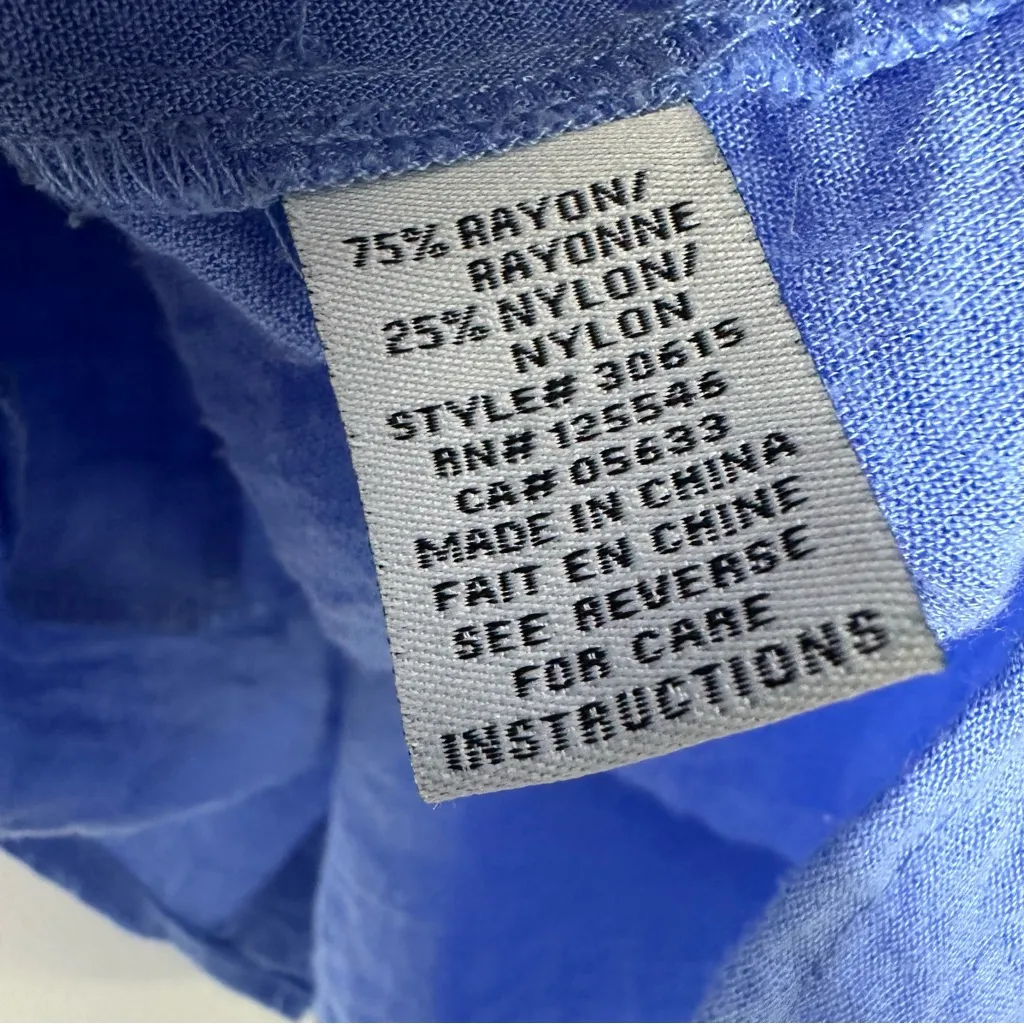 75% RAYON/
RAYONNE
25% NYLON/
NYLON
STYLE# 30615
RN# 125546
CA# 05633
MADE IN CHINA
FAIT EN CHINE
SEE REVERSE
FOR CARE
INSTRUCTIONS